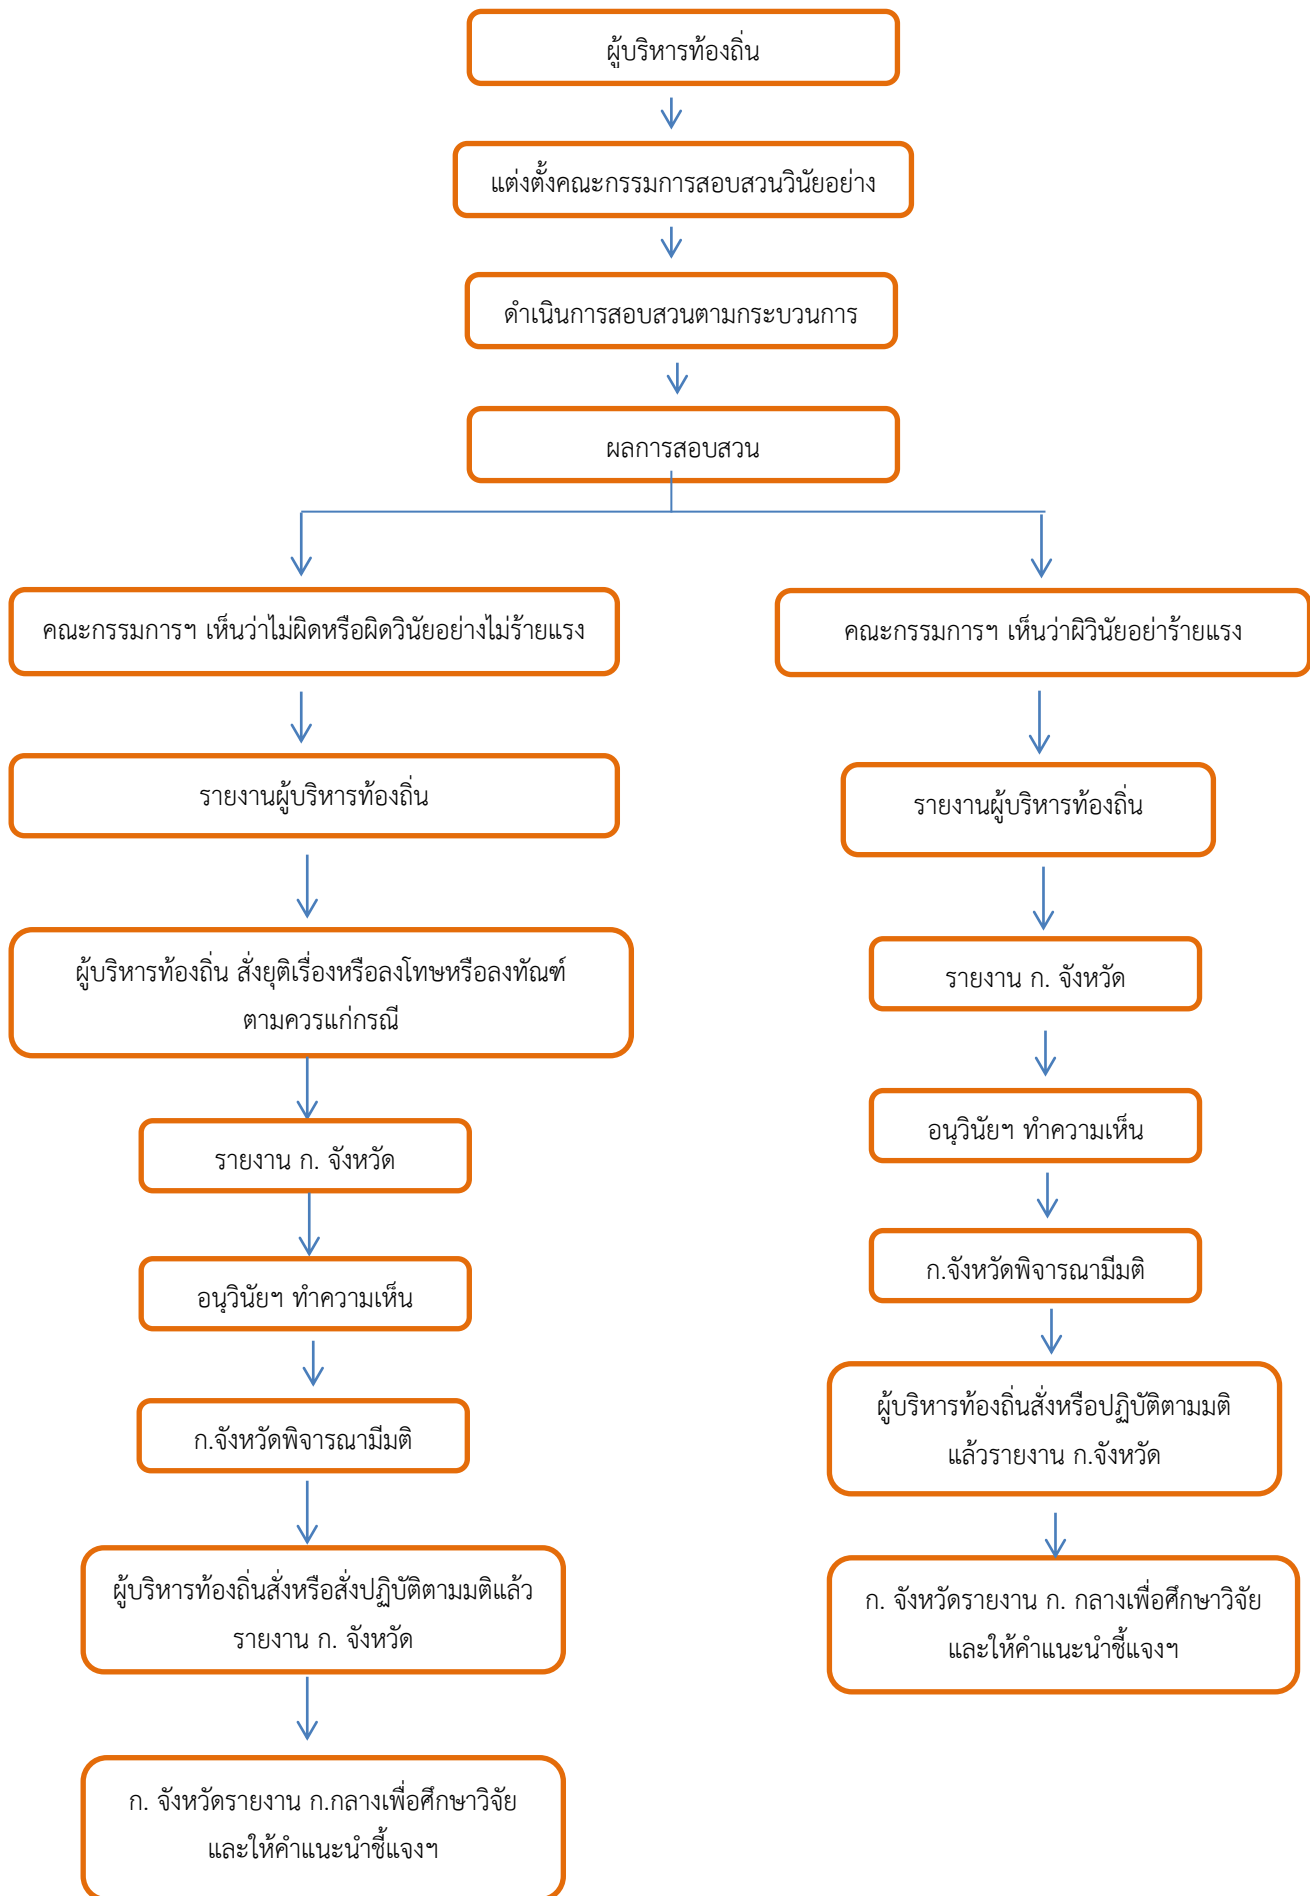 ผู้บริหารท้องถิ่น
แต่งตั้งคณะกรรมการสอบสวนวินัยอย่าง
ดำเนินการสอบสวนตามกระบวนการ
ผลการสอบสวน
คณะกรรมการฯ เห็นว่าไม่ผิดหรือผิดวินัยอย่างไม่ร้ายแรง
รายงานผู้บริหารท้องถิ่น
ผู้บริหารท้องถิ่น สั่งยุติเรื่องหรือลงโทษหรือลงทัณฑ์
ตามควรแก่กรณี
รายงาน ก. จังหวัด
อนุวินัยฯ ทำความเห็น
ก.จังหวัดพิจารณามีมติ
ผู้บริหารท้องถิ่นสั่งหรือสั่งปฏิบัติตามมติแล้ว
รายงาน ก. จังหวัด
ก. จังหวัดรายงาน ก.กลางเพื่อศึกษาวิจัย
และให้คำแนะนำชี้แจงฯ
คณะกรรมการฯ เห็นว่าผิวินัยอย่าร้ายแรง
รายงานผู้บริหารท้องถิ่น
รายงาน ก. จังหวัด
อนุวินัยฯ ทำความเห็น
ก.จังหวัดพิจารณามีมติ
ผู้บริหารท้องถิ่นสั่งหรือปฏิบัติตามมติ
แล้วรายงาน ก.จังหวัด
ก. จังหวัดรายงาน ก. กลางเพื่อศึกษาวิจัย
และให้คำแนะนำชี้แจงฯ